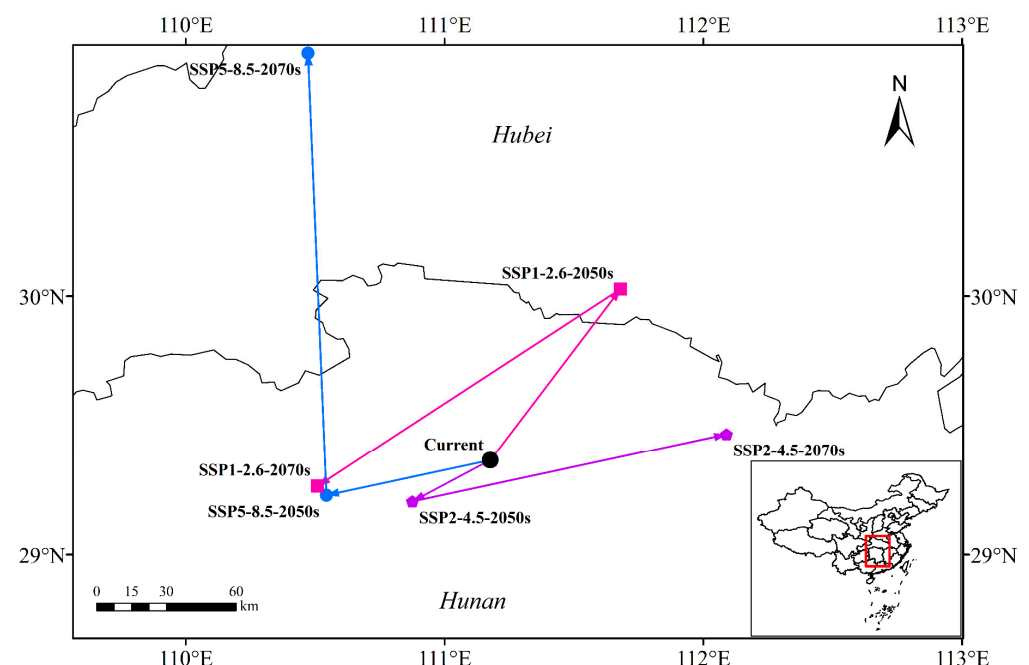 110°E 111°E 112°E 113°E
SSP5-8.5-2070s
N
Hubei
SSP1-2.6-2050s
30°N 30°N
Current
SSP2-4.5-2070s
SSP1-2.6-2070s
SSP5-8.5-2050s
SSP2-4.5-2050s
29°N 29°N
0 15 30 60
km
Hunan
110°E 111°E 112°E 113°E